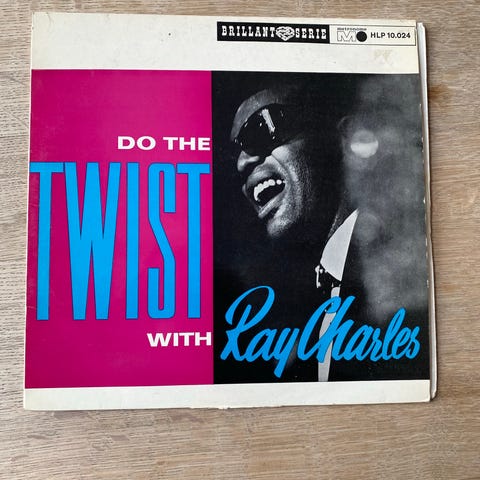 BRILLANT SERIE metronome HLP 10.024
DO THE
TWIST
WITH Ray Charles